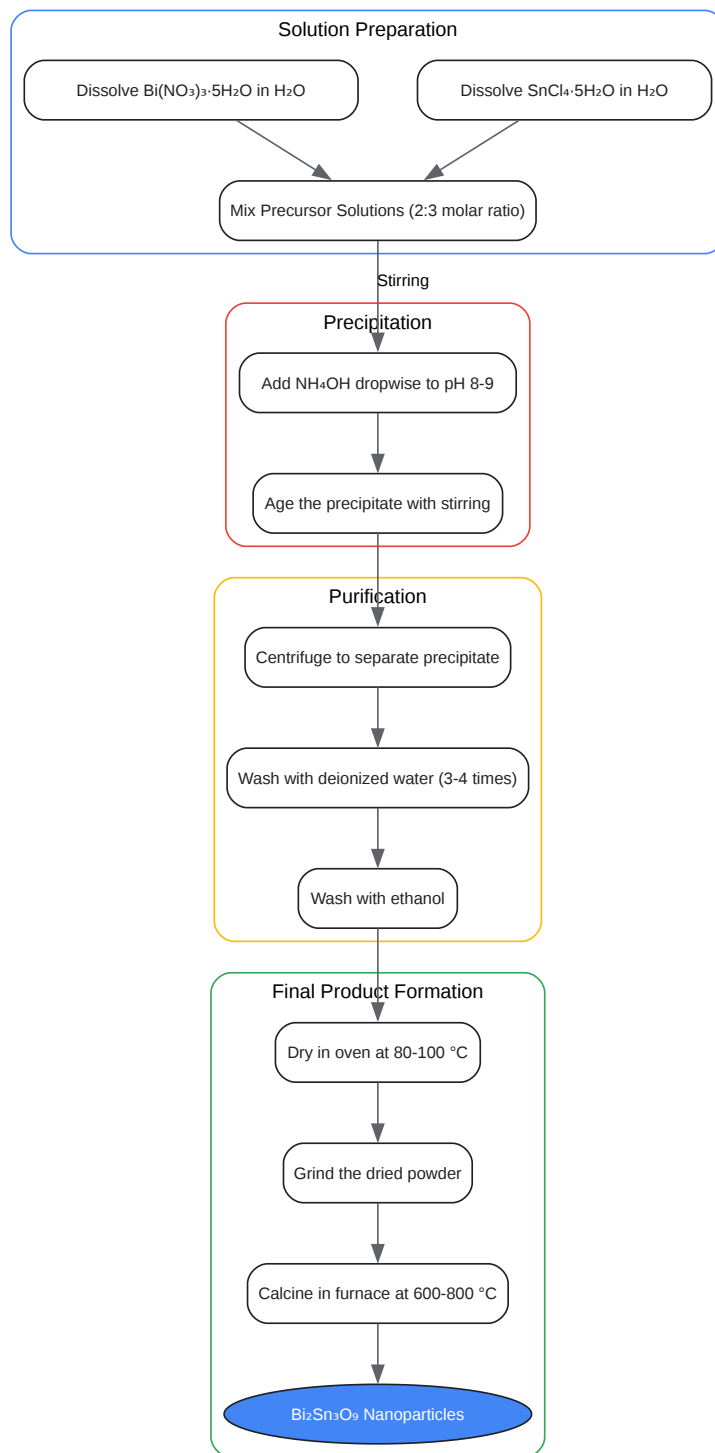 Solution Preparation
Dissolve Bi(NO₃)₃·5H₂O in H₂O
Dissolve SnCl₄·5H₂O in H₂O
Mix Precursor Solutions (2:3 molar ratio)
Stirring
Precipitation
Add NH₄OH dropwise to pH 8-9
Age the precipitate with stirring
Purification
Centrifuge to separate precipitate
Wash with deionized water (3-4 times)
Wash with ethanol
Final Product Formation
Dry in oven at 80-100 °C
Grind the dried powder
Calcine in furnace at 600-800 °C
Bi₂Sn₃O₉ Nanoparticles